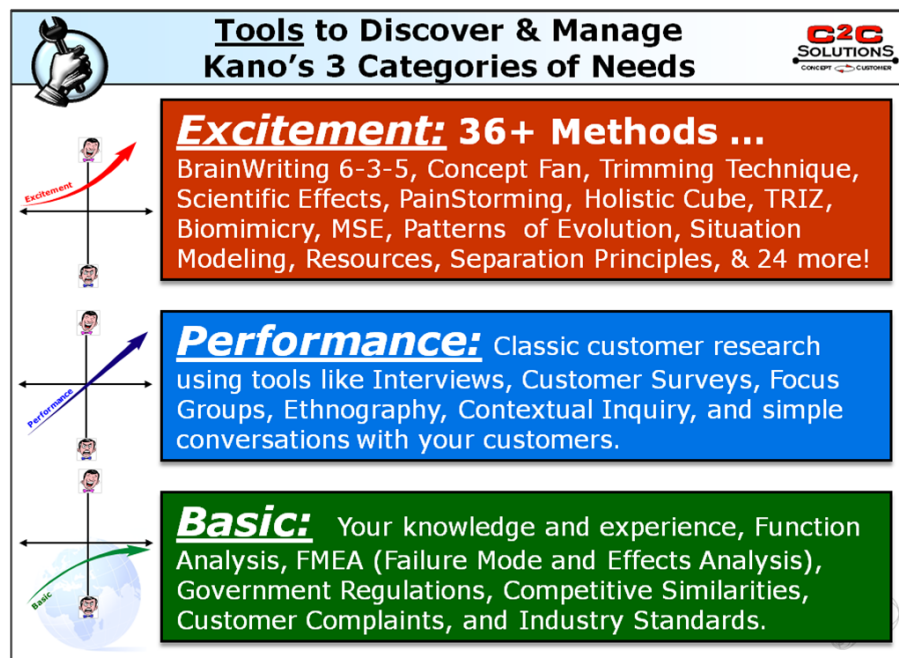 Tools to Discover & Manage
Kano's 3 Categories of Needs
C2C
SOLUTIONS
CONCEPT CUSTOMER
Excitement
Excitement: 36+ Methods ...
BrainWriting 6-3-5, Concept Fan, Trimming Technique,
Scientific Effects, PainStorming, Holistic Cube, TRIZ,
Biomimicry, MSE, Patterns of Evolution, Situation
Modeling, Resources, Separation Principles, & 24 more!
Performance
Performance: Classic customer research
using tools like Interviews, Customer Surveys, Focus
Groups, Ethnography, Contextual Inquiry, and simple
conversations with your customers.
Basic
Basic: Your knowledge and experience, Function
Analysis, FMEA (Failure Mode and Effects Analysis),
Government Regulations, Competitive Similarities,
Customer Complaints, and Industry Standards.